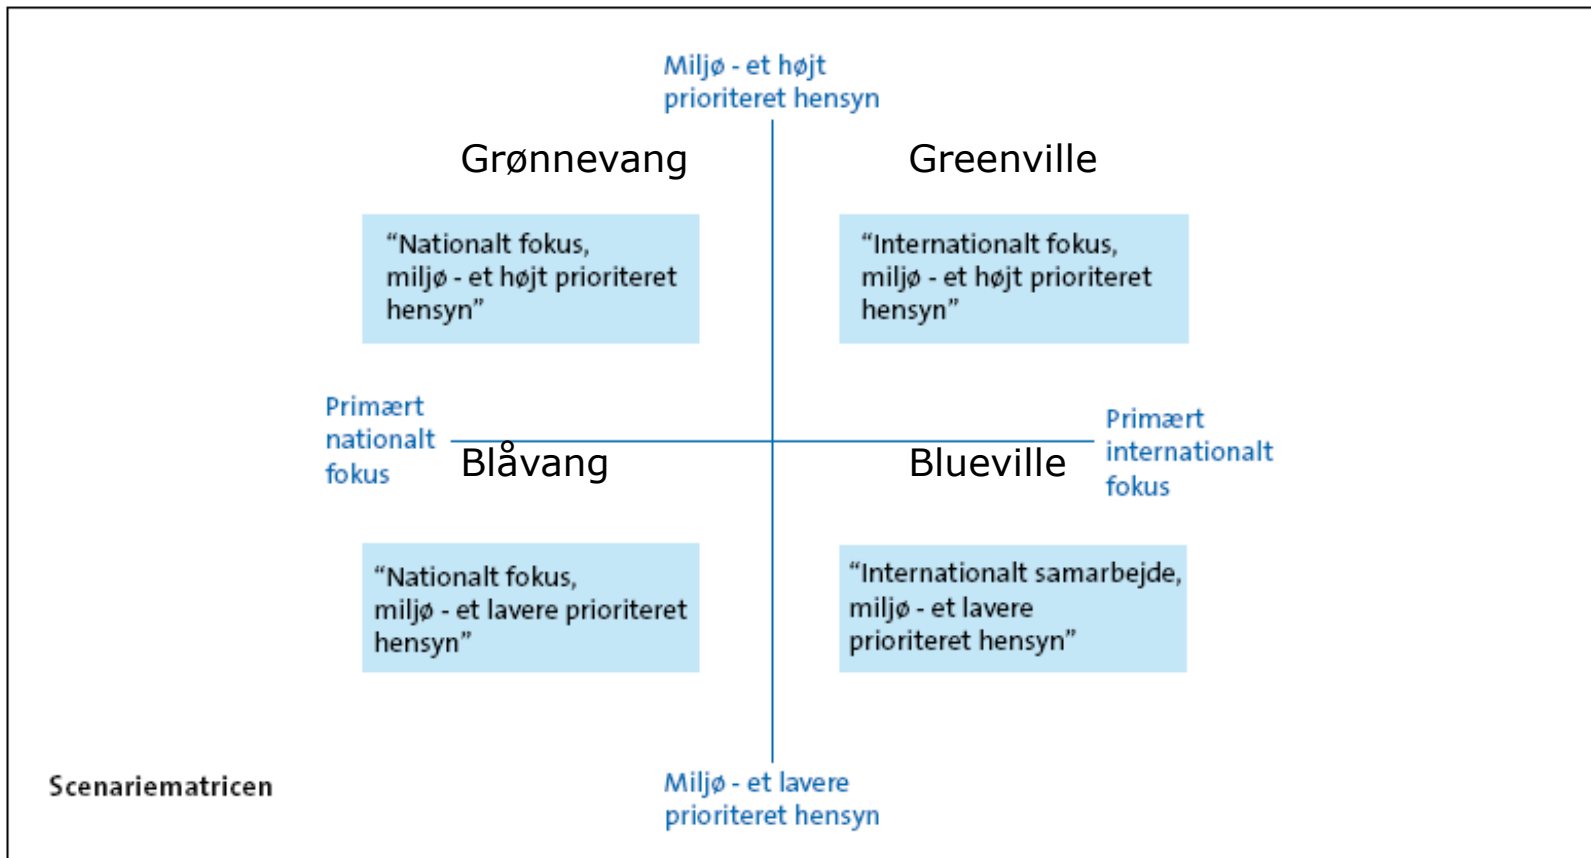 Miljø - et højt
prioriteret hensyn
Grønnevang
Greenville
“Nationalt fokus,
miljø - et højt prioriteret
hensyn”
“Internationalt fokus,
miljø - et højt prioriteret
hensyn”
Primært
nationalt
fokus
Primært
internationalt
fokus
Blåvang
Blueville
“Nationalt fokus,
miljø - et lavere prioriteret
hensyn”
“Internationalt samarbejde,
miljø - et lavere
prioriteret hensyn”
Scenariematricen
Miljø - et lavere
prioriteret hensyn